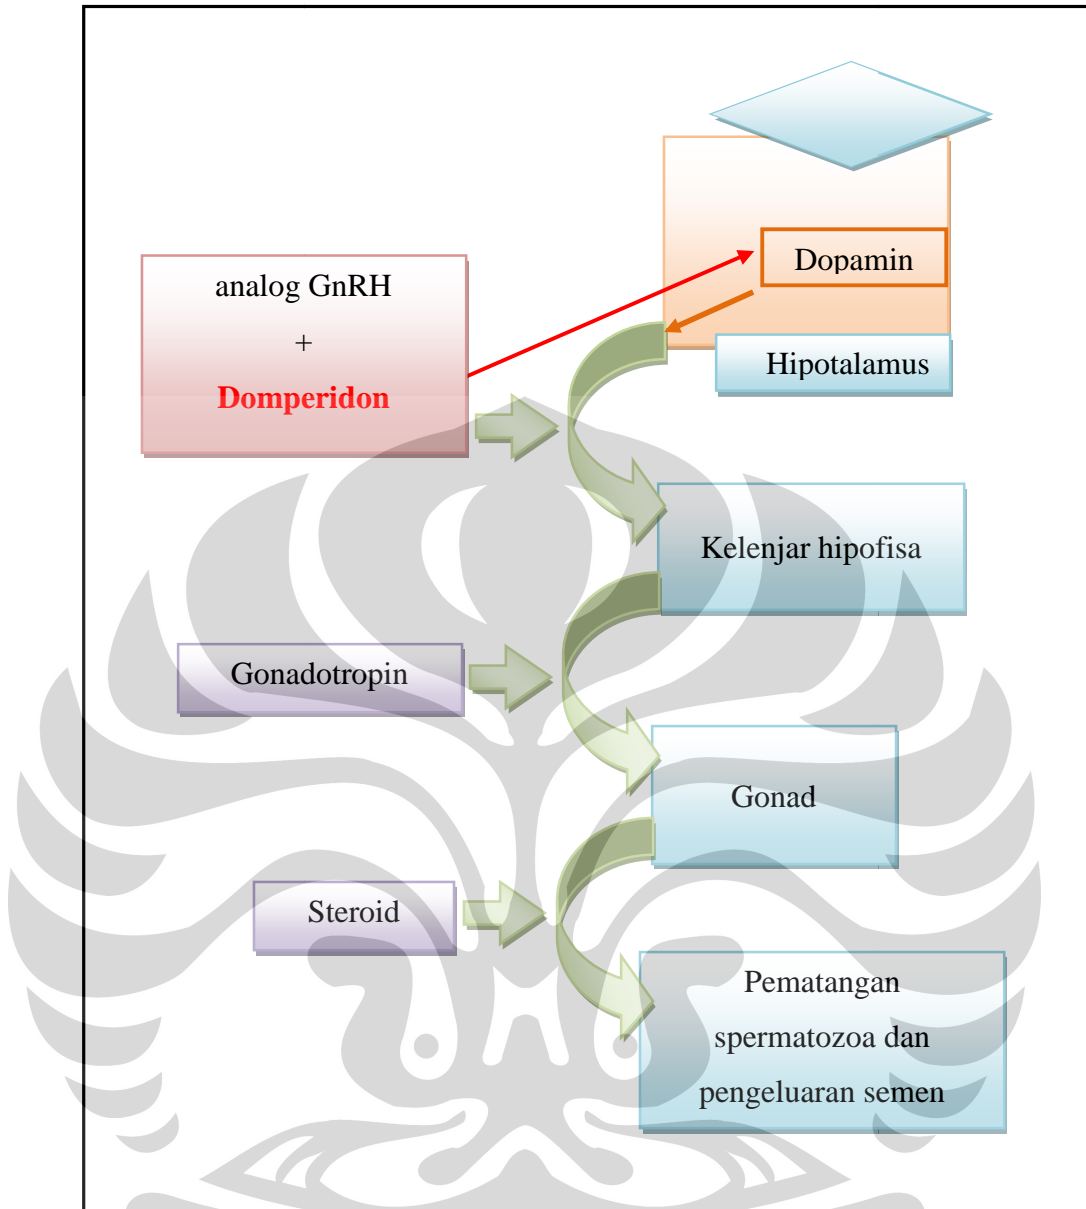 Dopamin
analog GnRH
+
Domperidon
Hipotalamus
Kelenjar hipofisa
Gonadotropin
Gonad
Steroid
Pematangan
spermatozoa dan
pengeluaran semen